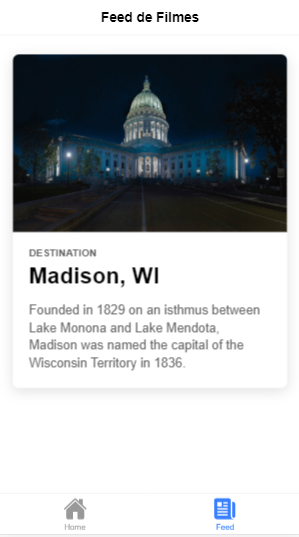 Feed de Filmes
DESTINATION
Madison, WI
Founded in 1829 on an isthmus between
Lake Monona and Lake Mendota,
Madison was named the capital of the
Wisconsin Territory in 1836.
Home
Feed